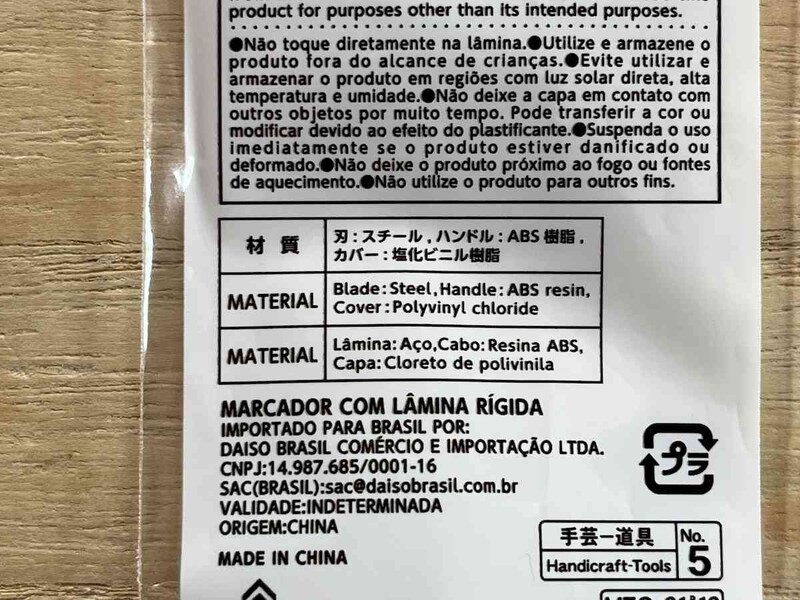 product for purposes other than its intended purposes.
●Não toque diretamente na lâmina.●Utilize e armazene o
produto fora do alcance de crianças.●Evite utilizar e
armazenar o produto em regiões com luz solar direta, alta
temperatura e umidade.●Não deixe a capa em contato com
outros objetos por muito tempo. Pode transferir a cor ou
modificar devido ao efeito do plastificante.●Suspenda o uso
imediatamente se o produto estiver danificado ou
deformado.●Não deixe o produto próximo ao fogo ou fontes
de aquecimento.●Não utilize o produto para outros fins.
材質
刃:スチール,ハンドル:ABS樹脂,
カバー:塩化ビニル樹脂
MATERIAL
Blade:Steel,Handle:ABS resin,
Cover:Polyvinyl chloride
MATERIAL
Lâmina:Aço,Cabo:Resina ABS,
Capa:Cloreto de polivinila
MARCADOR COM LÂMINA RÍGIDA
IMPORTADO PARA BRASIL POR:
DAISO BRASIL COMÉRCIO E IMPORTAÇÃO LTDA.
CNPJ:14.987.685/0001-16
SAC(BRASIL):sac@daisobrasil.com.br
VALIDADE:INDETERMINADA
ORIGEM:CHINA
MADE IN CHINA
プラ
手芸ー道具
Handicraft-Tools
No.
5